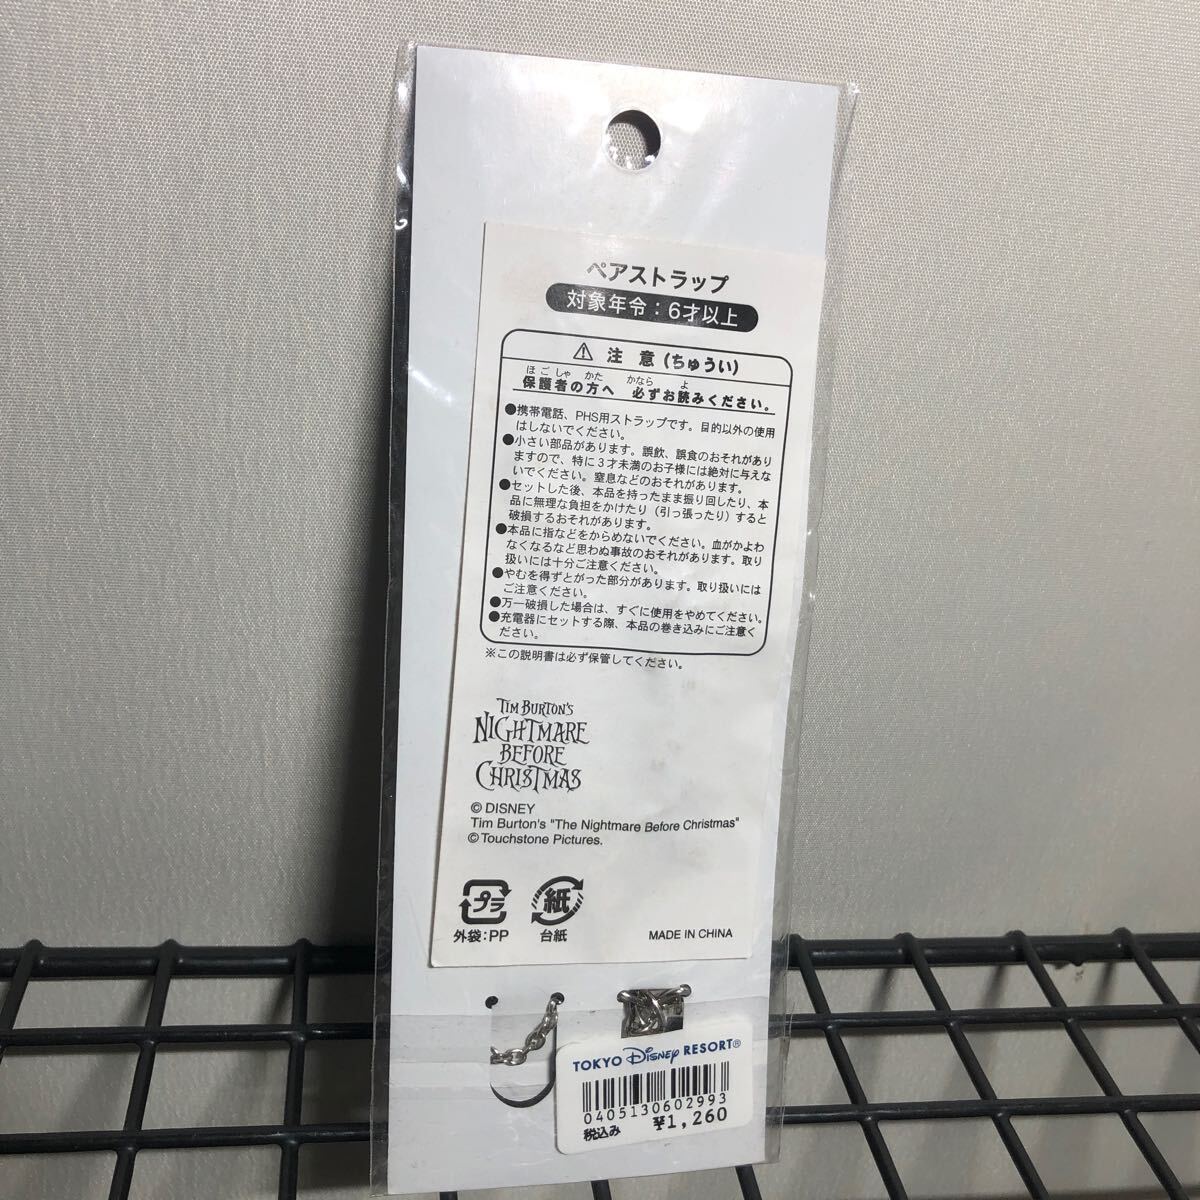 ペアストラップ
対象年令：6才以上
⚠ 注 意 (ちゅうい)
ほ ご しゃ かた かなら よ
保護者の方へ 必ずお読みください。
●携帯電話、PHS用ストラップです。目的以外の使用
はしないでください。
●小さい部品があります。誤飲、誤食のおそれがあり
ますので、特に３才未満のお子様には絶対に与えな
いでください。窒息などのおそれがあります。
●セットした後、本品を持ったまま振り回したり、本
品に無理な負担をかけたり（引っ張ったり）すると
破損するおそれがあります。
●本品に指などをからめないでください。血がかよわ
なくなるなど思わぬ事故のおそれがあります。取り
扱いには十分ご注意ください。
●やむを得ずとがった部分があります。取り扱いには
ご注意ください。
●万一破損した場合は、すぐに使用をやめてください。
●充電器にセットする際、本品の巻き込みにご注意く
ださい。
※この説明書は必ず保管してください。
TIM BURTON'S
NIGHTMARE
BEFORE
CHRISTMAS
© DISNEY
Tim Burton's "The Nightmare Before Christmas"
© Touchstone Pictures.
プラ 紙
外袋:PP 台紙 MADE IN CHINA
TOKYO Disney RESORT®
0405130602993
税込み ¥1,260